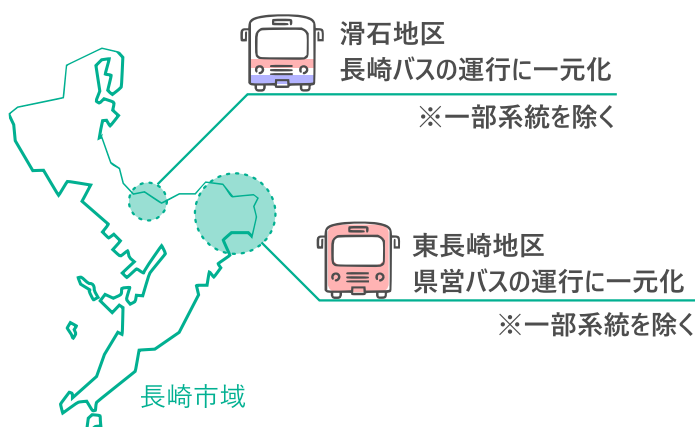 滑石地区
長崎バスの運行に一元化
※一部系統を除く
東長崎地区
県営バスの運行に一元化
※一部系統を除く
長崎市域